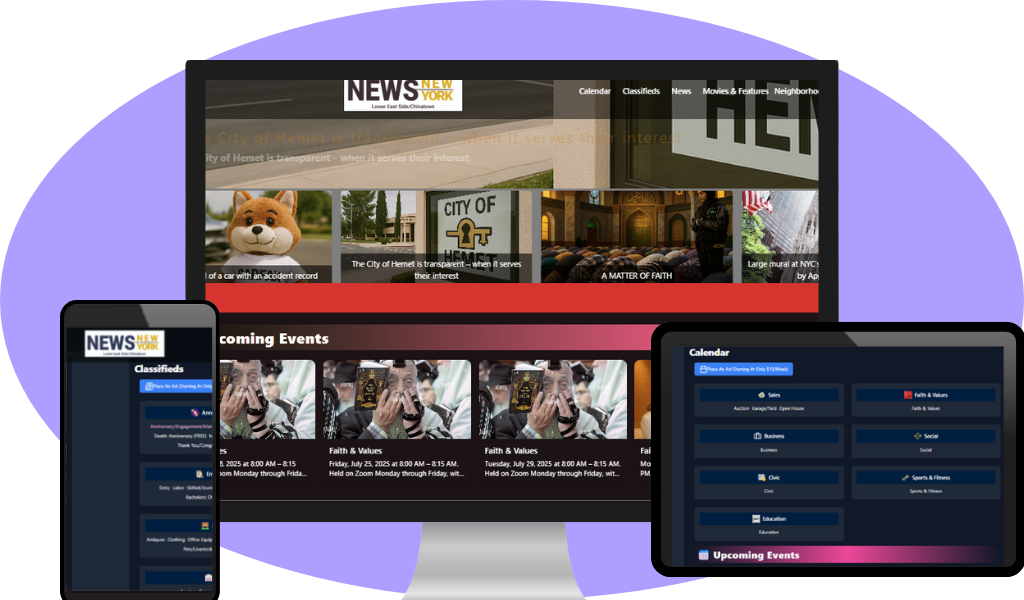 NEWS NEW YORK
Lower East Side/Chinatown
Calendar Classifieds News Movies & Features Neighborho
City of Hemet is transparent – when it serves their interest
ity of Hemet is transparent – when it serves their interest
HEM
CITY OF
HEMET
l of a car with an accident record
The City of Hemet is transparent – when it serves
their interest
A MATTER OF FAITH
Large mural at NYC's
by Ap
coming Events
es
8, 2025 at 8:00 AM – 8:15
oom Monday through Frida...
Faith & Values
Friday, July 25, 2025 at 8:00 AM – 8:15 AM.
Held on Zoom Monday through Friday, wit...
Faith & Values
Tuesday, July 29, 2025 at 8:00 AM – 8:15 AM.
Held on Zoom Monday through Friday, wit...
Fai
Mo
PM
NEWS NEW YORK
Lower East Side/Chinatown
Classifieds
Place An Ad (Starting At Only
Ann
Anniversary/Engagement/Mar
Death Anniversary (FREE)
Thank You/Cong
Em
Entry Labor Skilled/Jour
Bachelors
Antiques Clothing Office Equip
Pets/Livestock
Calendar
Place An Ad (Starting At Only $10/Week)
Sales
Auction Garage/Yard Open House
Faith & Values
Faith & Values
Business
Business
Social
Social
Civic
Civic
Sports & Fitness
Sports & Fitness
Education
Education
Upcoming Events